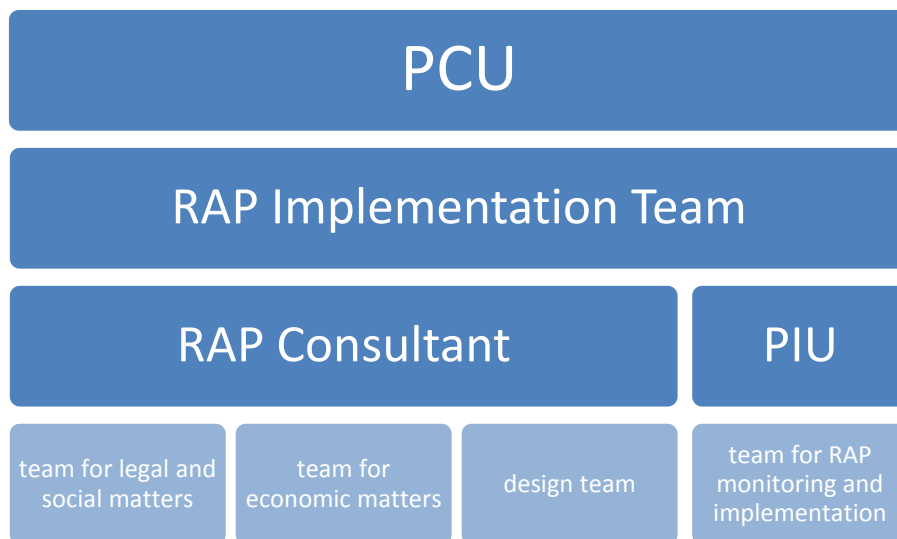 PCU
RAP Implementation Team
RAP Consultant
PIU
team for legal and
social matters
team for
economic matters
design team
team for RAP
monitoring and
implementation